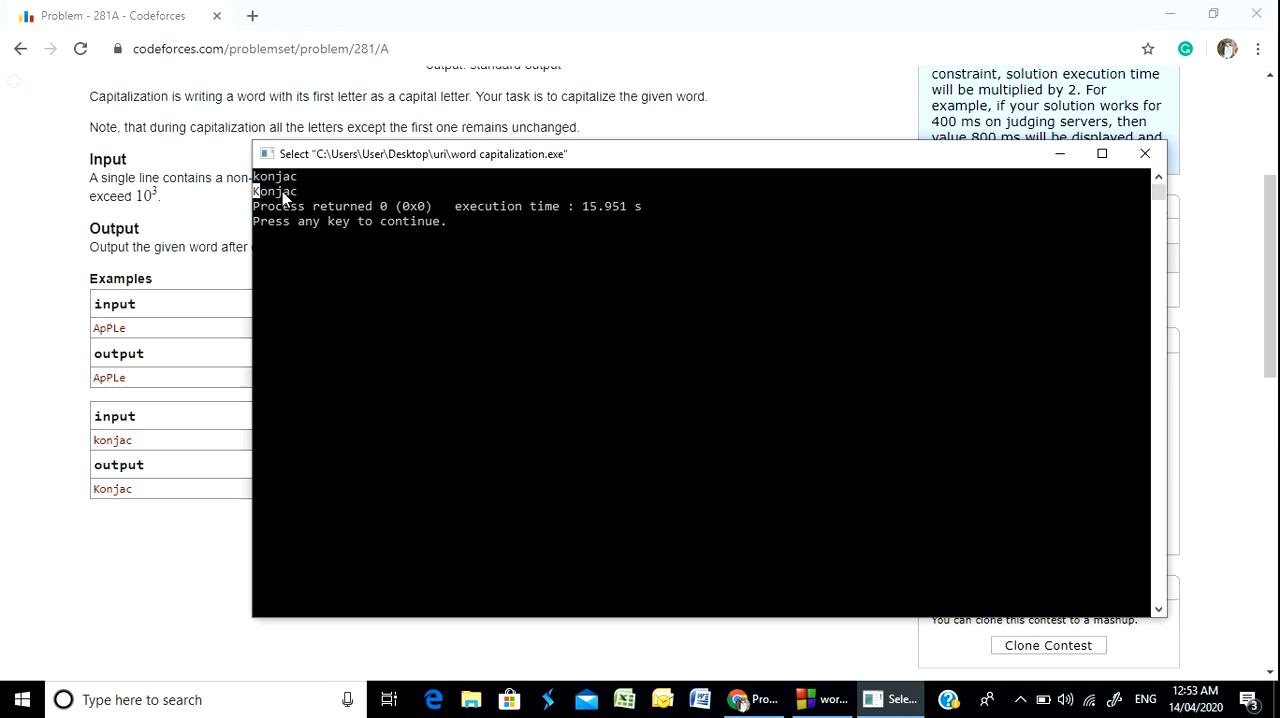 Problem - 281A - Codeforces
codeforces.com/problemset/problem/281/A
Capitalization is writing a word with its first letter as a capital letter. Your task is to capitalize the given word.
Note, that during capitalization all the letters except the first one remains unchanged.
Input
A single line contains a non-
exceed 10³.
Output
Output the given word after
Examples
input
ApPLe
output
ApPLe
input
konjac
output
Konjac
constraint, solution execution time
will be multiplied by 2. For
example, if your solution works for
400 ms on judging servers, then
value 800 ms will be displayed and
Select "C:\Users\User\Desktop\uri\word capitalization.exe"
konjac
Konjac
Process returned 0 (0x0)   execution time : 15.951 s
Press any key to continue.
You can clone this contest to a mashup.
Clone Contest
Type here to search
Pro...
wor...
Sele...
ENG
12:53 AM
14/04/2020
3